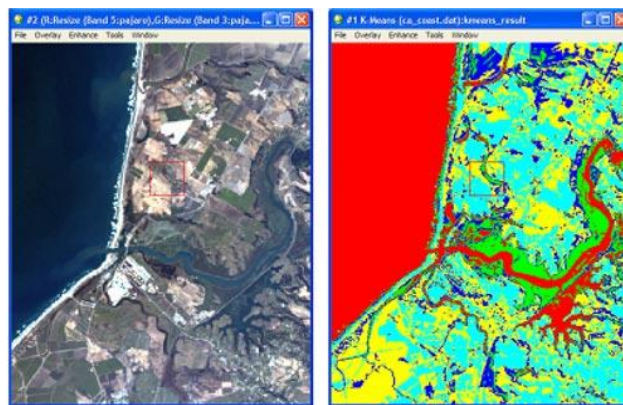 #2 (R:Resize (Band 5:pajaro),G:Resize (Band 3:paja...
File Overlay Enhance Tools Window
#1 K-Means (ca_coast.dat):kmeans_result
File Overlay Enhance Tools Window